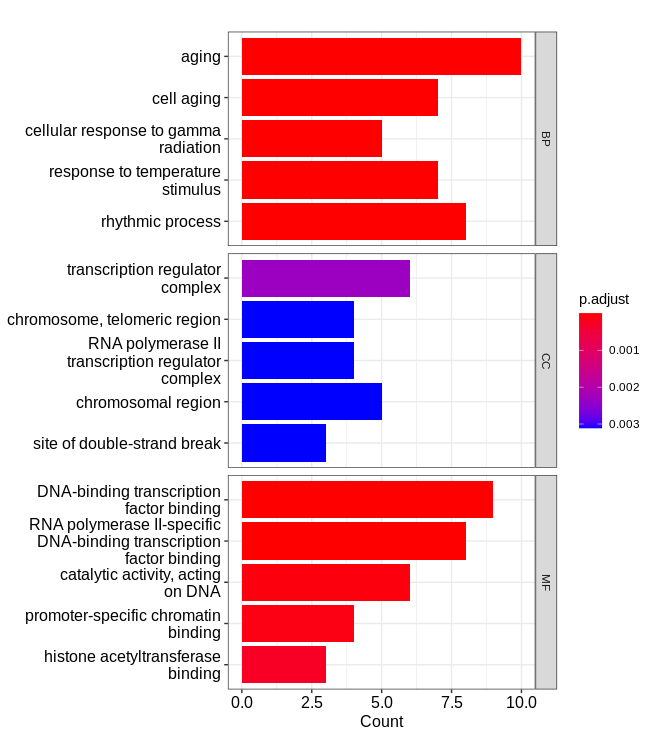 aging
cell aging
cellular response to gamma
radiation
response to temperature
stimulus
rhythmic process
BP
transcription regulator
complex
chromosome, telomeric region
RNA polymerase II
transcription regulator
complex
chromosomal region
site of double-strand break
CC
DNA-binding transcription
factor binding
RNA polymerase II-specific
DNA-binding transcription
factor binding
catalytic activity, acting
on DNA
promoter-specific chromatin
binding
histone acetyltransferase
binding
MF
0.0 2.5 5.0 7.5 10.0
Count
p.adjust
0.001
0.002
0.003